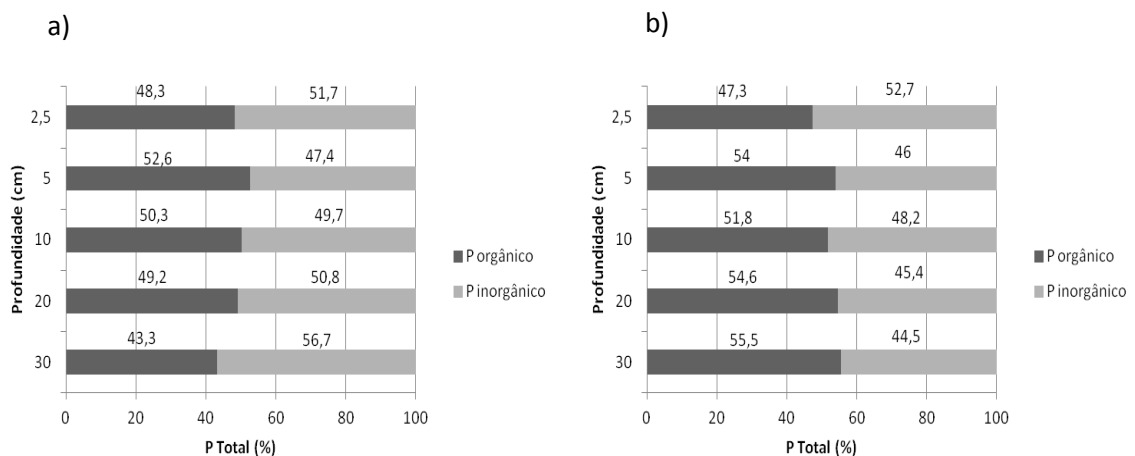 a)
48,3 51,7
2,5
52,6 47,4
5
50,3 49,7
10
49,2 50,8
20
43,3 56,7
30
0 20 40 60 80 100
P Total (%)
Profundidade (cm)
P orgânico
P inorgânico
b)
47,3 52,7
2,5
54 46
5
51,8 48,2
10
54,6 45,4
20
55,5 44,5
30
0 20 40 60 80 100
P Total (%)
Profundidade (cm)
P orgânico
P inorgânico